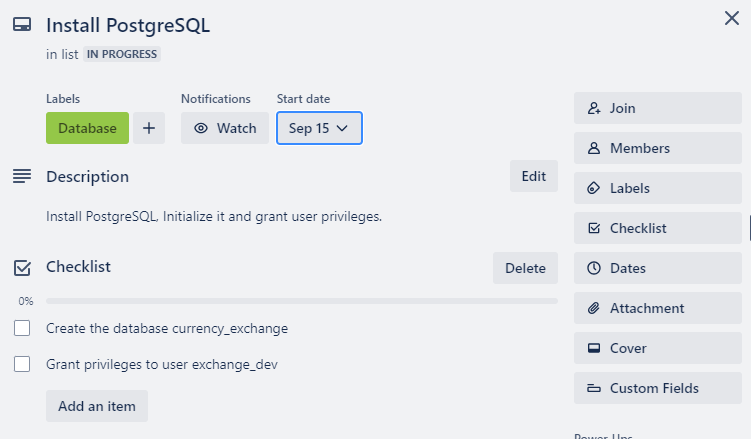 Install PostgreSQL
in list IN PROGRESS
Labels
Notifications
Start date
Database
Watch
Sep 15
Join
Members
Description
Edit
Labels
Install PostgreSQL, Initialize it and grant user privileges.
Checklist
Checklist
Delete
Dates
0%
Attachment
Create the database currency_exchange
Cover
Grant privileges to user exchange_dev
Custom Fields
Add an item
Power-Ups